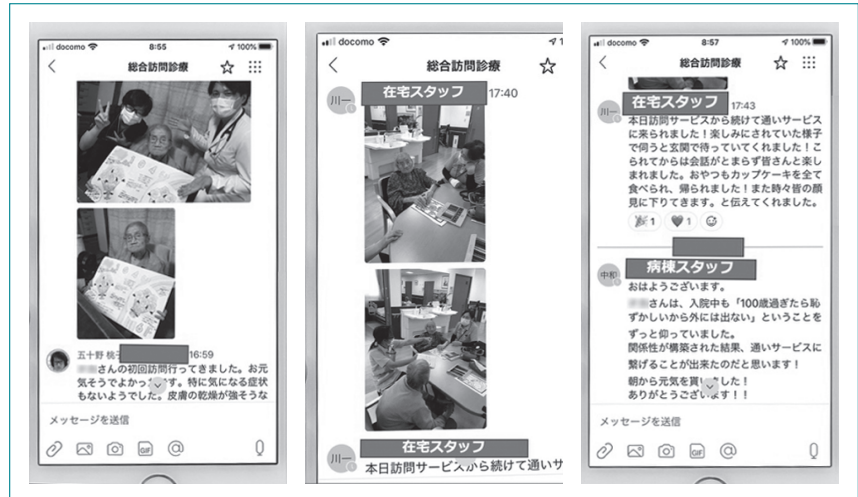 docomo 8:55 100%
総合訪問診療
五十野 桃子 16:59
さんの初回訪問行ってきました。お元
気そうでよかっ です。特に気になる症状
もないようでした。皮膚の乾燥が強そうな
メッセージを送信
GIF
docomo
総合訪問診療
川一 在宅スタッフ 17:40
川一 在宅スタッフ
本日訪問サービスから続けて通いサ
docomo 8:57 100%
総合訪問診療
川一 在宅スタッフ 17:43
本日訪問サービスから続けて通いサービス
に来られました!楽しみにされていた様子
で伺うと玄関で待っていてくれました!こ
られてからは会話がとまらず皆さんと楽し
まれました。おやつもカップケーキを全て
食べられ、帰られました!また時々皆の顔
見に下りてきます。と伝えてくれました。
1 1
中和 病棟スタッフ
おはようございます。
さんは、入院中も「100歳過ぎたら恥
ずかしいから外には出ない」ということを
ずっと仰っていました。
関係性が構築された結果、通いサービスに
繋げることが出来たのだと思います!
朝から元気を貰いました!
ありがとうございます!!
メッセージを送信
GIF